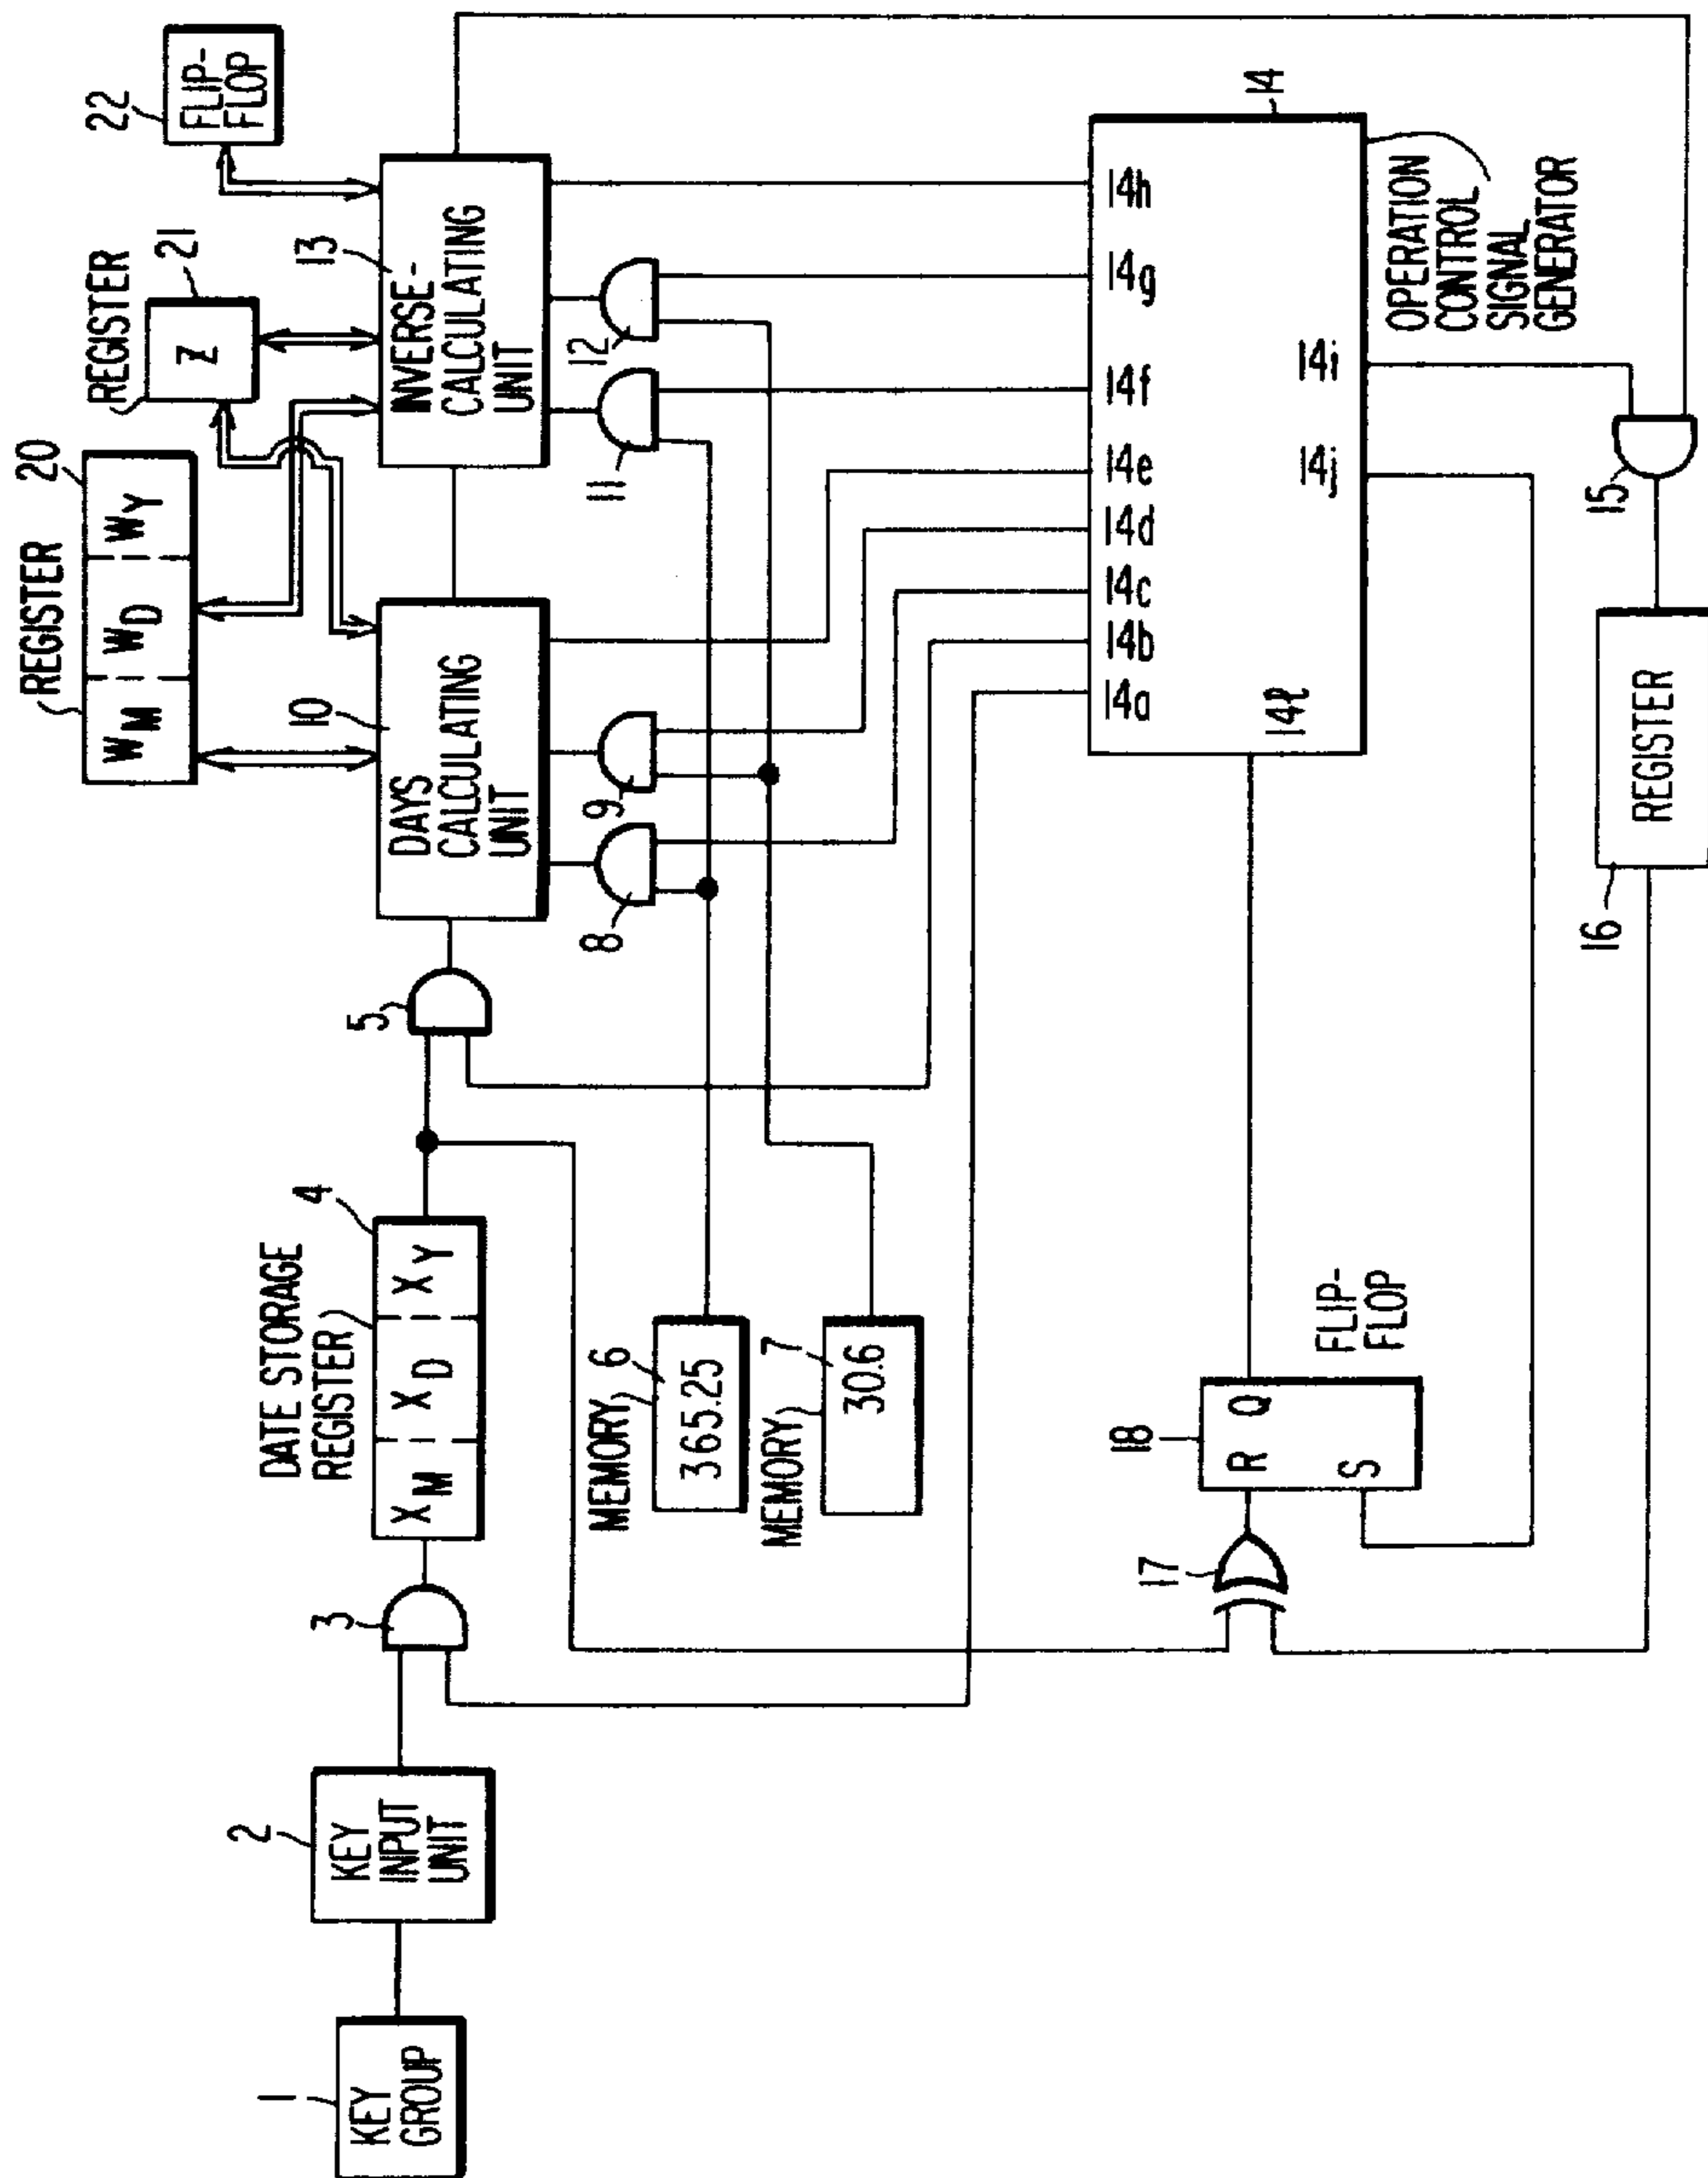 1
KEY
GROUP
2
KEY
INPUT
UNIT
3
DATE STORAGE
REGISTER
4
XM XD XY
5
MEMORY
6
365.25
MEMORY
7
30.6
8
9
10
DAYS
CALCULATING
UNIT
REGISTER
20
WM WD WY
REGISTER
21
Z
22
FLIP-
FLOP
13
INVERSE-
CALCULATING
UNIT
11
12
14a 14b 14c 14d 14e 14f 14g 14h
14ℓ 14j 14i
14
OPERATION
CONTROL
SIGNAL
GENERATOR
15
16
REGISTER
17
18
R Q
S
FLIP-
FLOP